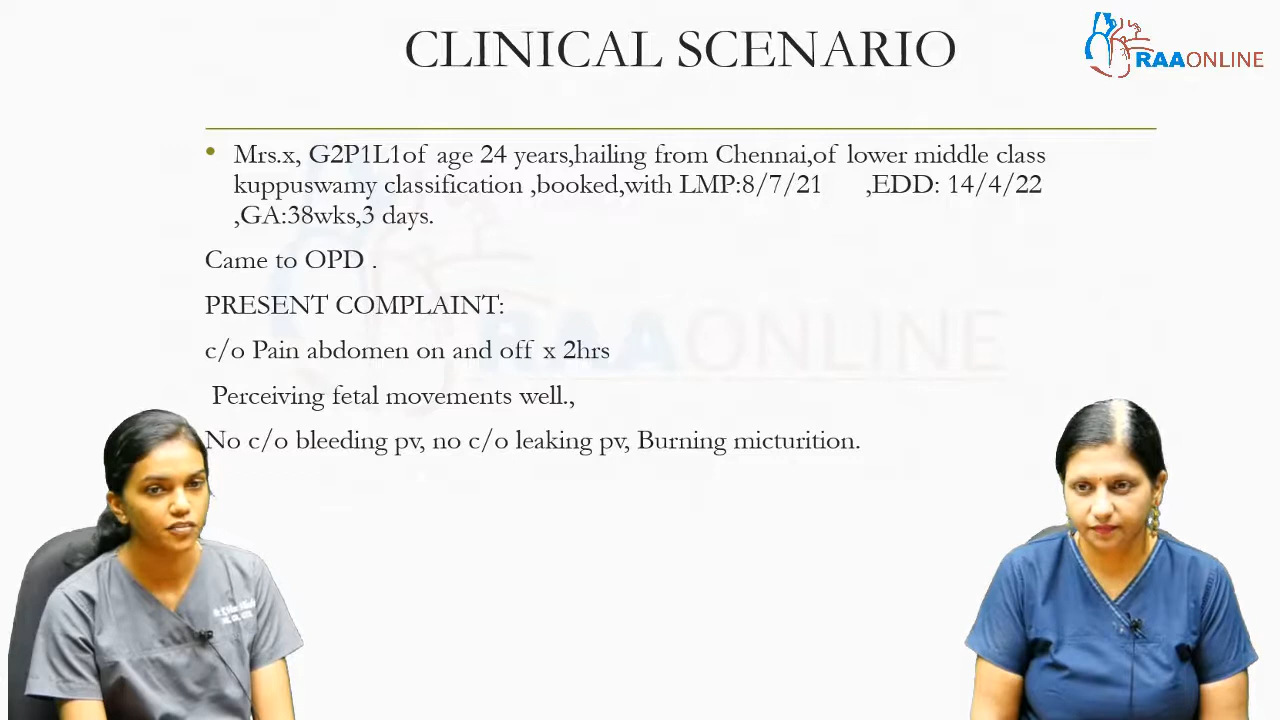 CLINICAL SCENARIO
RAAONLINE
• Mrs.x, G2P1L1of age 24 years,hailing from Chennai,of lower middle class
kuppuswamy classification ,booked,with LMP:8/7/21 ,EDD: 14/4/22
,GA:38wks,3 days.
Came to OPD .
PRESENT COMPLAINT:
RAAONLINE
c/o Pain abdomen on and off x 2hrs
Perceiving fetal movements well.,
No c/o bleeding pv, no c/o leaking pv, Burning micturition.